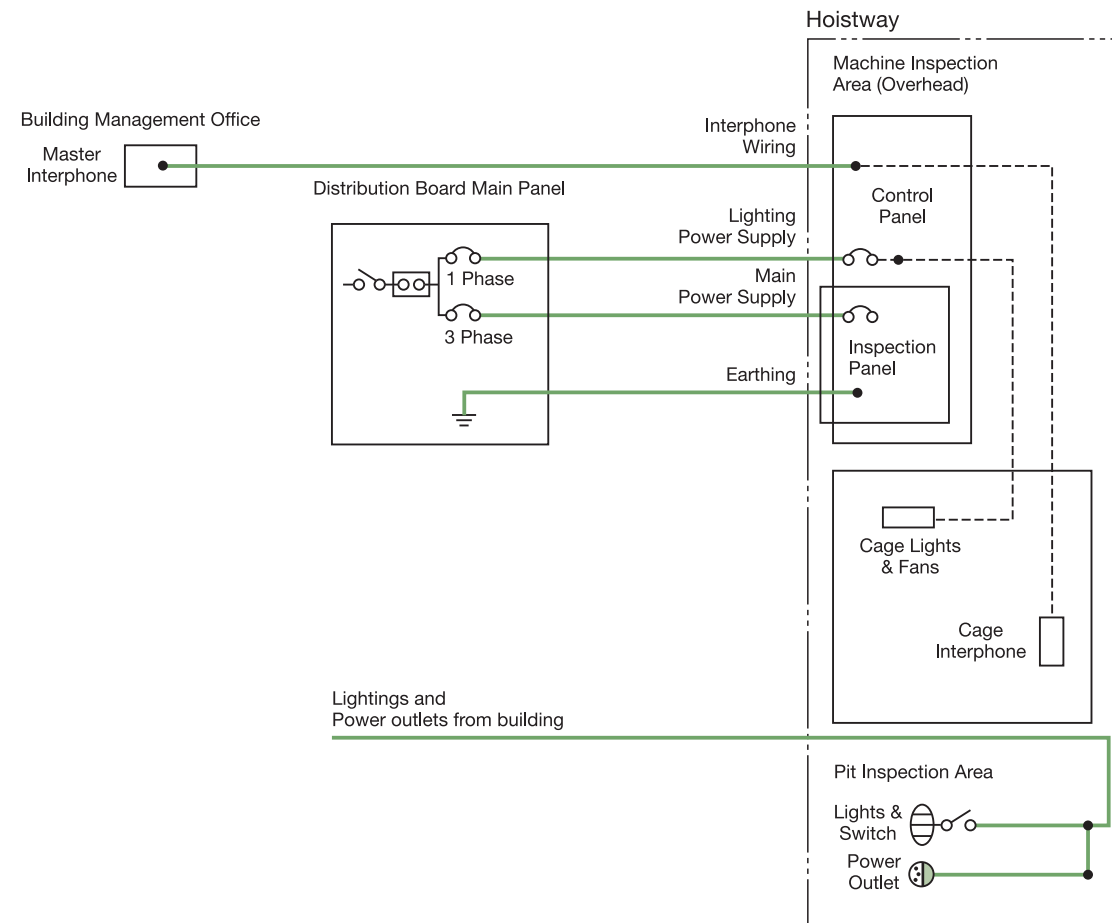 Hoistway
Machine Inspection
Area (Overhead)
Building Management Office
Master
Interphone
Interphone
Wiring
Distribution Board Main Panel
Control
Panel
Lighting
Power Supply
1 Phase
Main
Power Supply
3 Phase
Inspection
Panel
Earthing
Cage Lights
& Fans
Cage
Interphone
Lightings and
Power outlets from building
Pit Inspection Area
Lights &
Switch
Power
Outlet